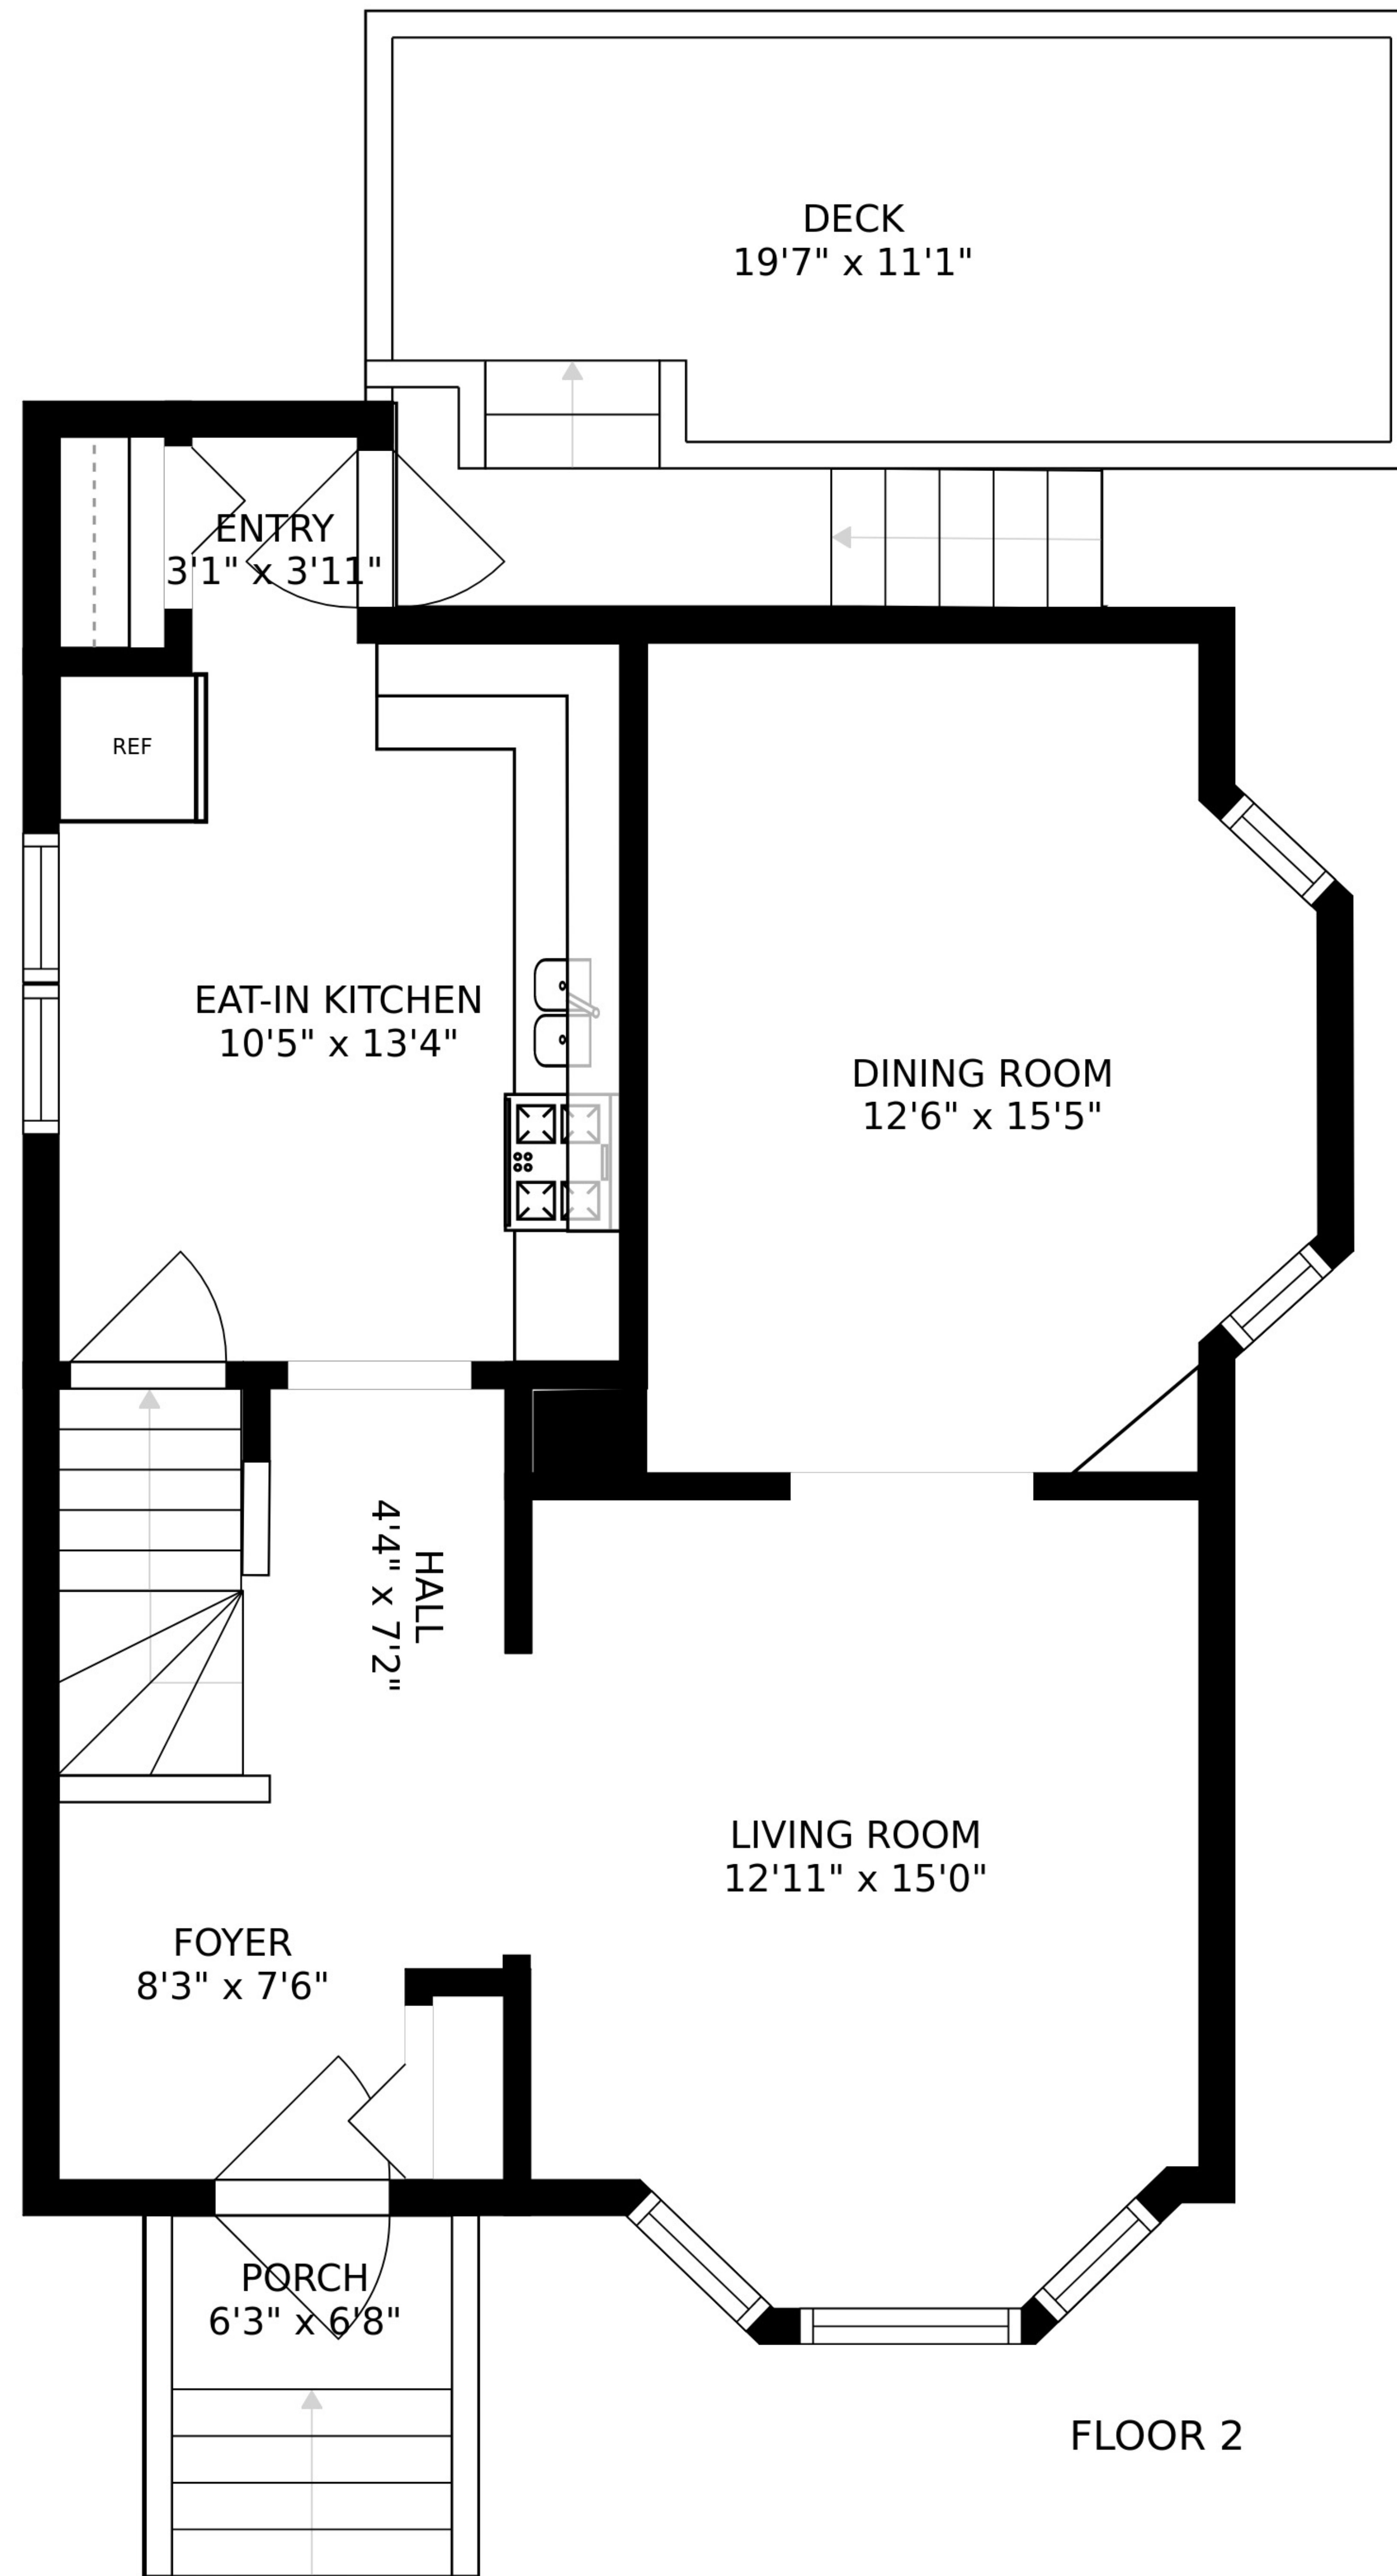 DECK
19'7" x 11'1"
ENTRY
3'1" x 3'11"
REF
EAT-IN KITCHEN
10'5" x 13'4"
DINING ROOM
12'6" x 15'5"
HALL
4'4" x 7'2"
LIVING ROOM
12'11" x 15'0"
FOYER
8'3" x 7'6"
PORCH
6'3" x 6'8"
FLOOR 2